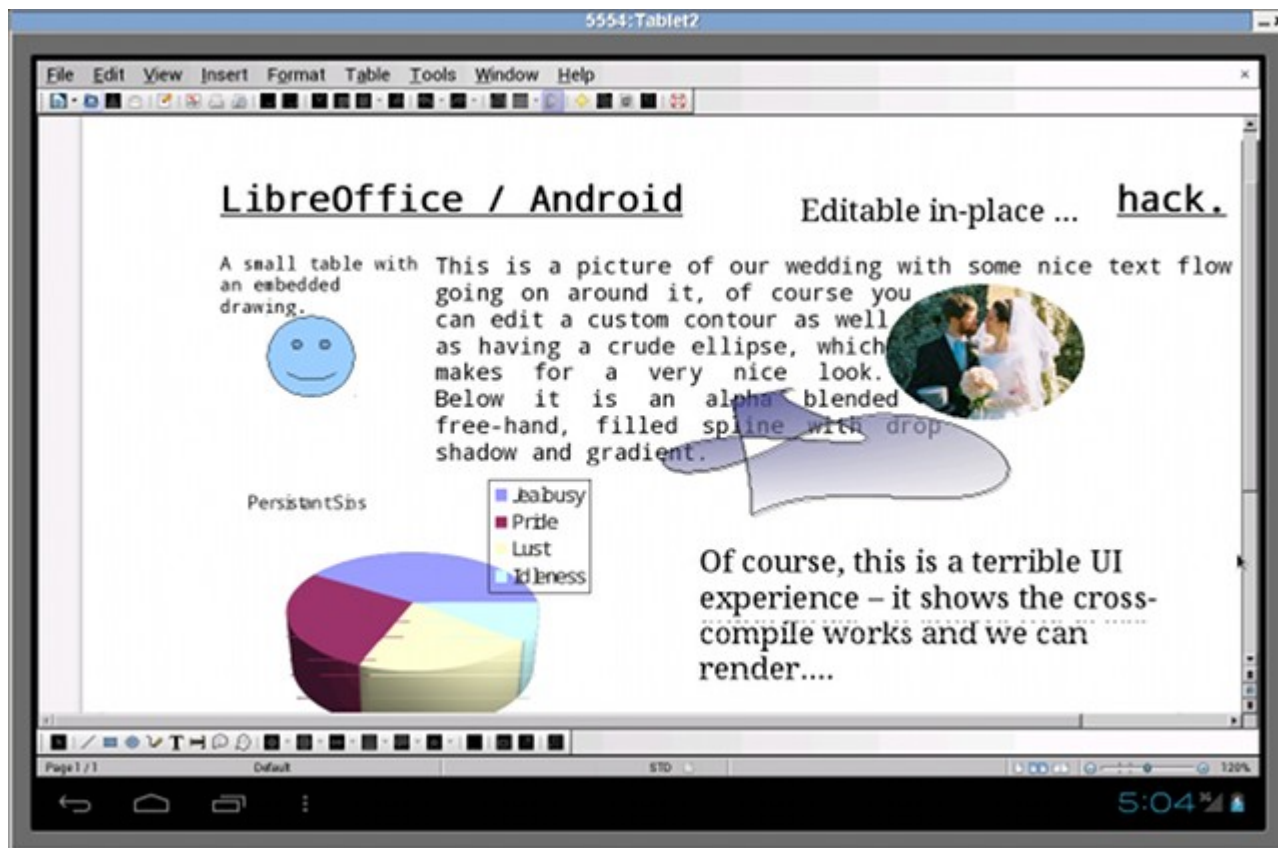 5554:Tablet2
File Edit View Insert Format Table Tools Window Help
LibreOffice / Android
Editable in-place ...
hack.
A small table with
an embedded
drawing.
This is a picture of our wedding with some nice text flow
going on around it, of course you
can edit a custom contour as well
as having a crude ellipse, which
makes for a very nice look.
Below it is an alpha blended
free-hand, filled spline with drop
shadow and gradient.
PersistantSins
Jealousy
Pride
Lust
Idleness
Of course, this is a terrible UI
experience – it shows the cross-
compile works and we can
render....
Page 1 / 1 Default STD 120%
5:04 3G